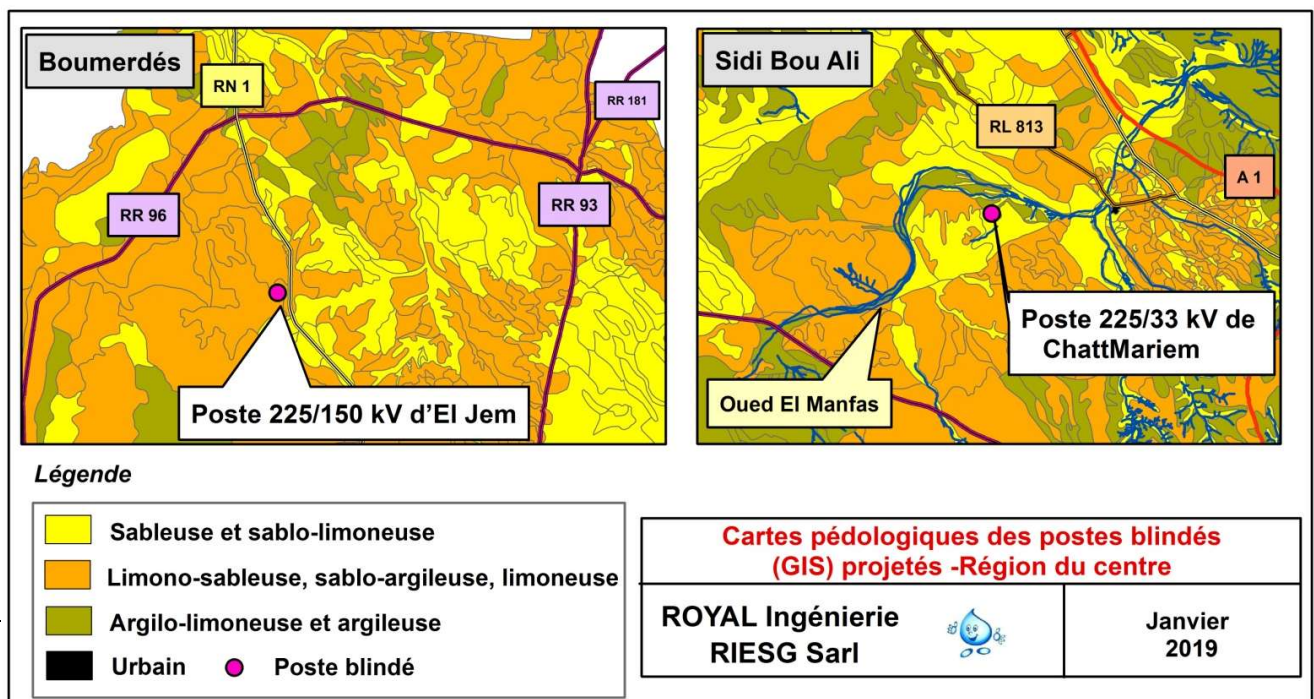 Boumerdés
RN 1
RR 181
RR 96
RR 93
Poste 225/150 kV d'El Jem
Sidi Bou Ali
RL 813
A 1
Poste 225/33 kV de
ChattMariem
Oued El Manfas
Légende
Sableuse et sablo-limoneuse
Limono-sableuse, sablo-argileuse, limoneuse
Argilo-limoneuse et argileuse
Urbain
Poste blindé
Cartes pédologiques des postes blindés
(GIS) projetés -Région du centre
ROYAL Ingénierie
RIESG Sarl
Janvier
2019